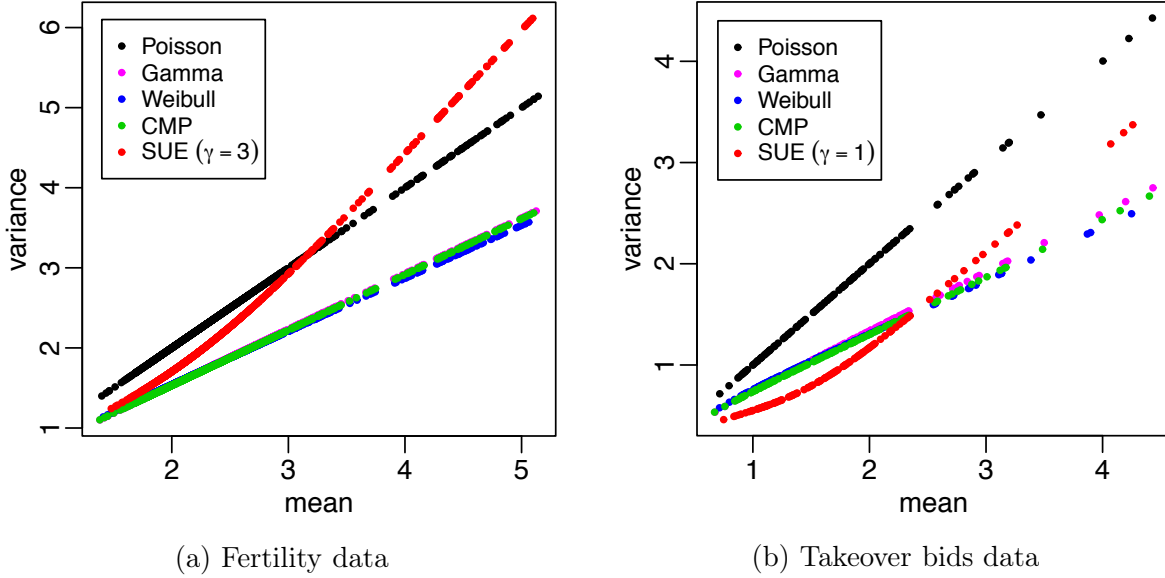 Poisson
Gamma
Weibull
CMP
SUE (γ = 3)
variance
1
2
3
4
5
6
2 3 4 5
mean
(a) Fertility data
Poisson
Gamma
Weibull
CMP
SUE (γ = 1)
variance
1
2
3
4
1 2 3 4
mean
(b) Takeover bids data